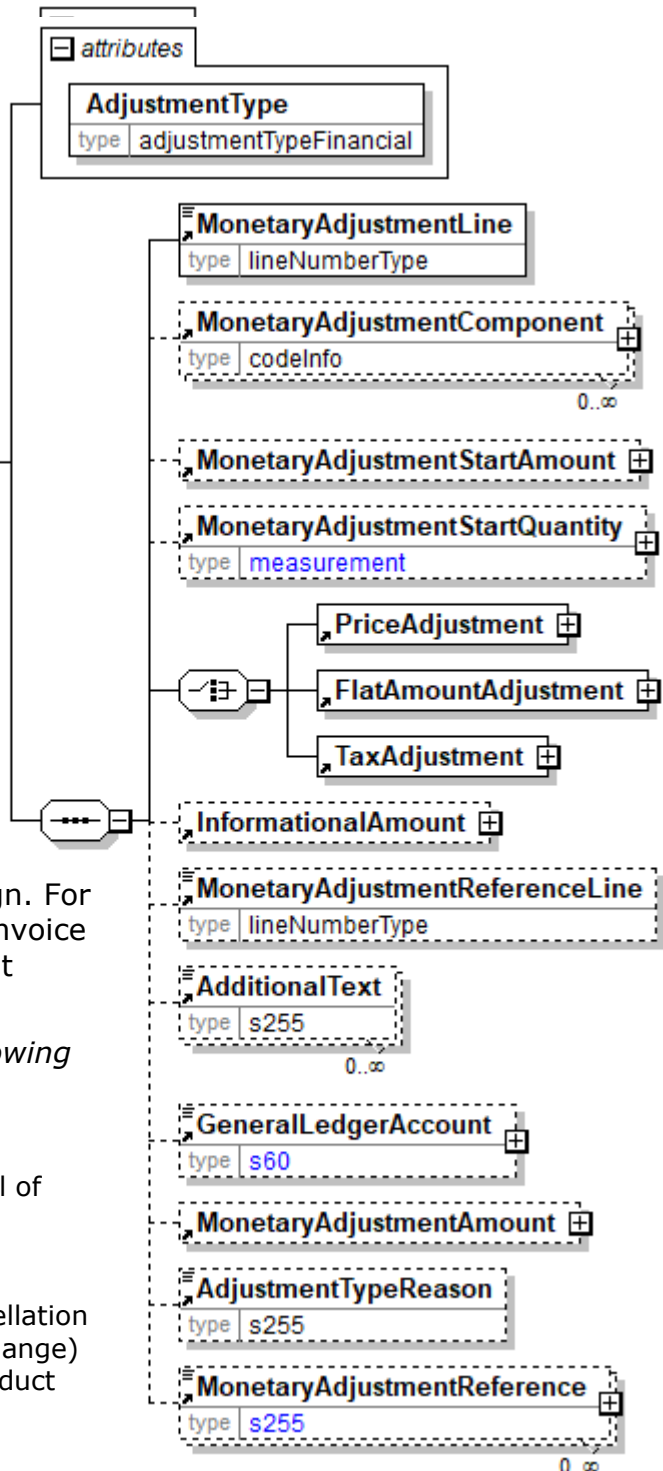 attributes
AdjustmentType
type adjustmentTypeFinancial
MonetaryAdjustmentLine
type lineNumberType
MonetaryAdjustmentComponent
type codeInfo
0..∞
MonetaryAdjustmentStartAmount
MonetaryAdjustmentStartQuantity
type measurement
PriceAdjustment
FlatAmountAdjustment
TaxAdjustment
InformationalAmount
MonetaryAdjustmentReferenceLine
type lineNumberType
AdditionalText
type s255
0..∞
GeneralLedgerAccount
type s60
MonetaryAdjustmentAmount
AdjustmentTypeReason
type s255
MonetaryAdjustmentReference
type s255
0..∞
gn. For
nvoice
t
owing
l of
ellation
ange)
duct